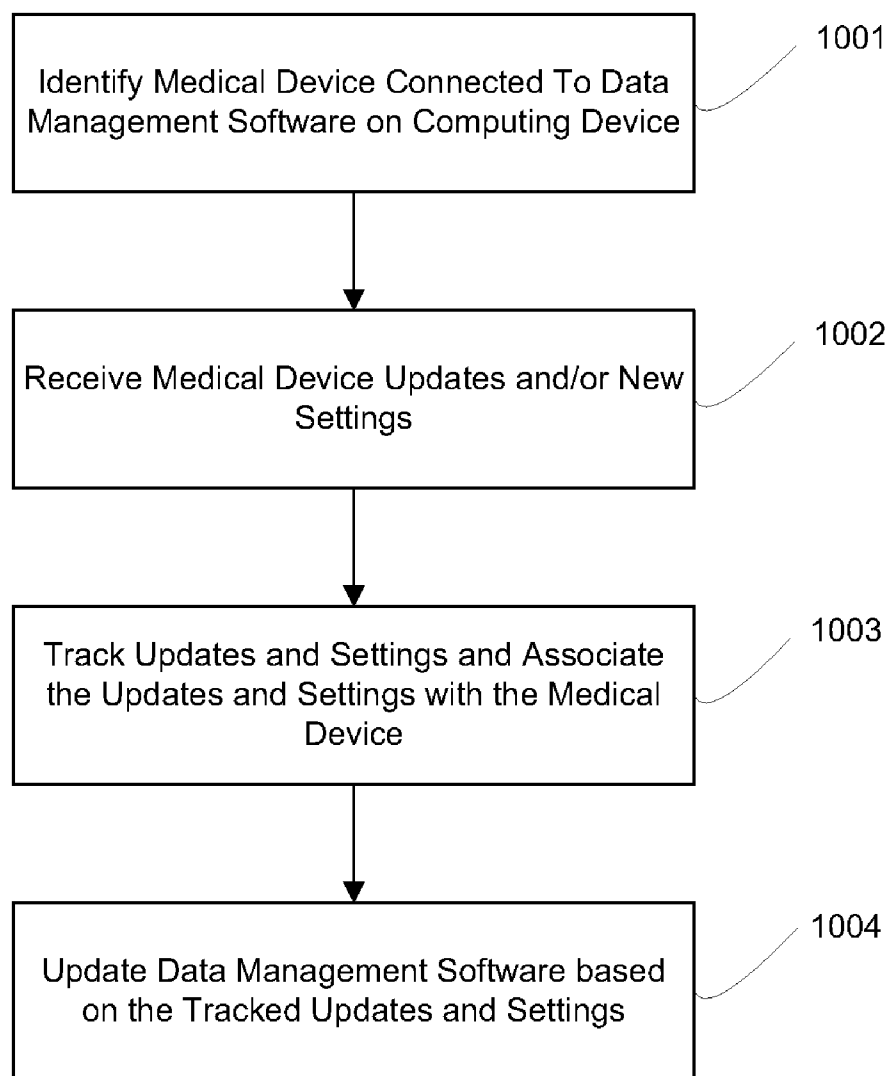 1001
Identify Medical Device Connected To Data
Management Software on Computing Device
1002
Receive Medical Device Updates and/or New
Settings
1003
Track Updates and Settings and Associate
the Updates and Settings with the Medical
Device
1004
Update Data Management Software based
on the Tracked Updates and Settings